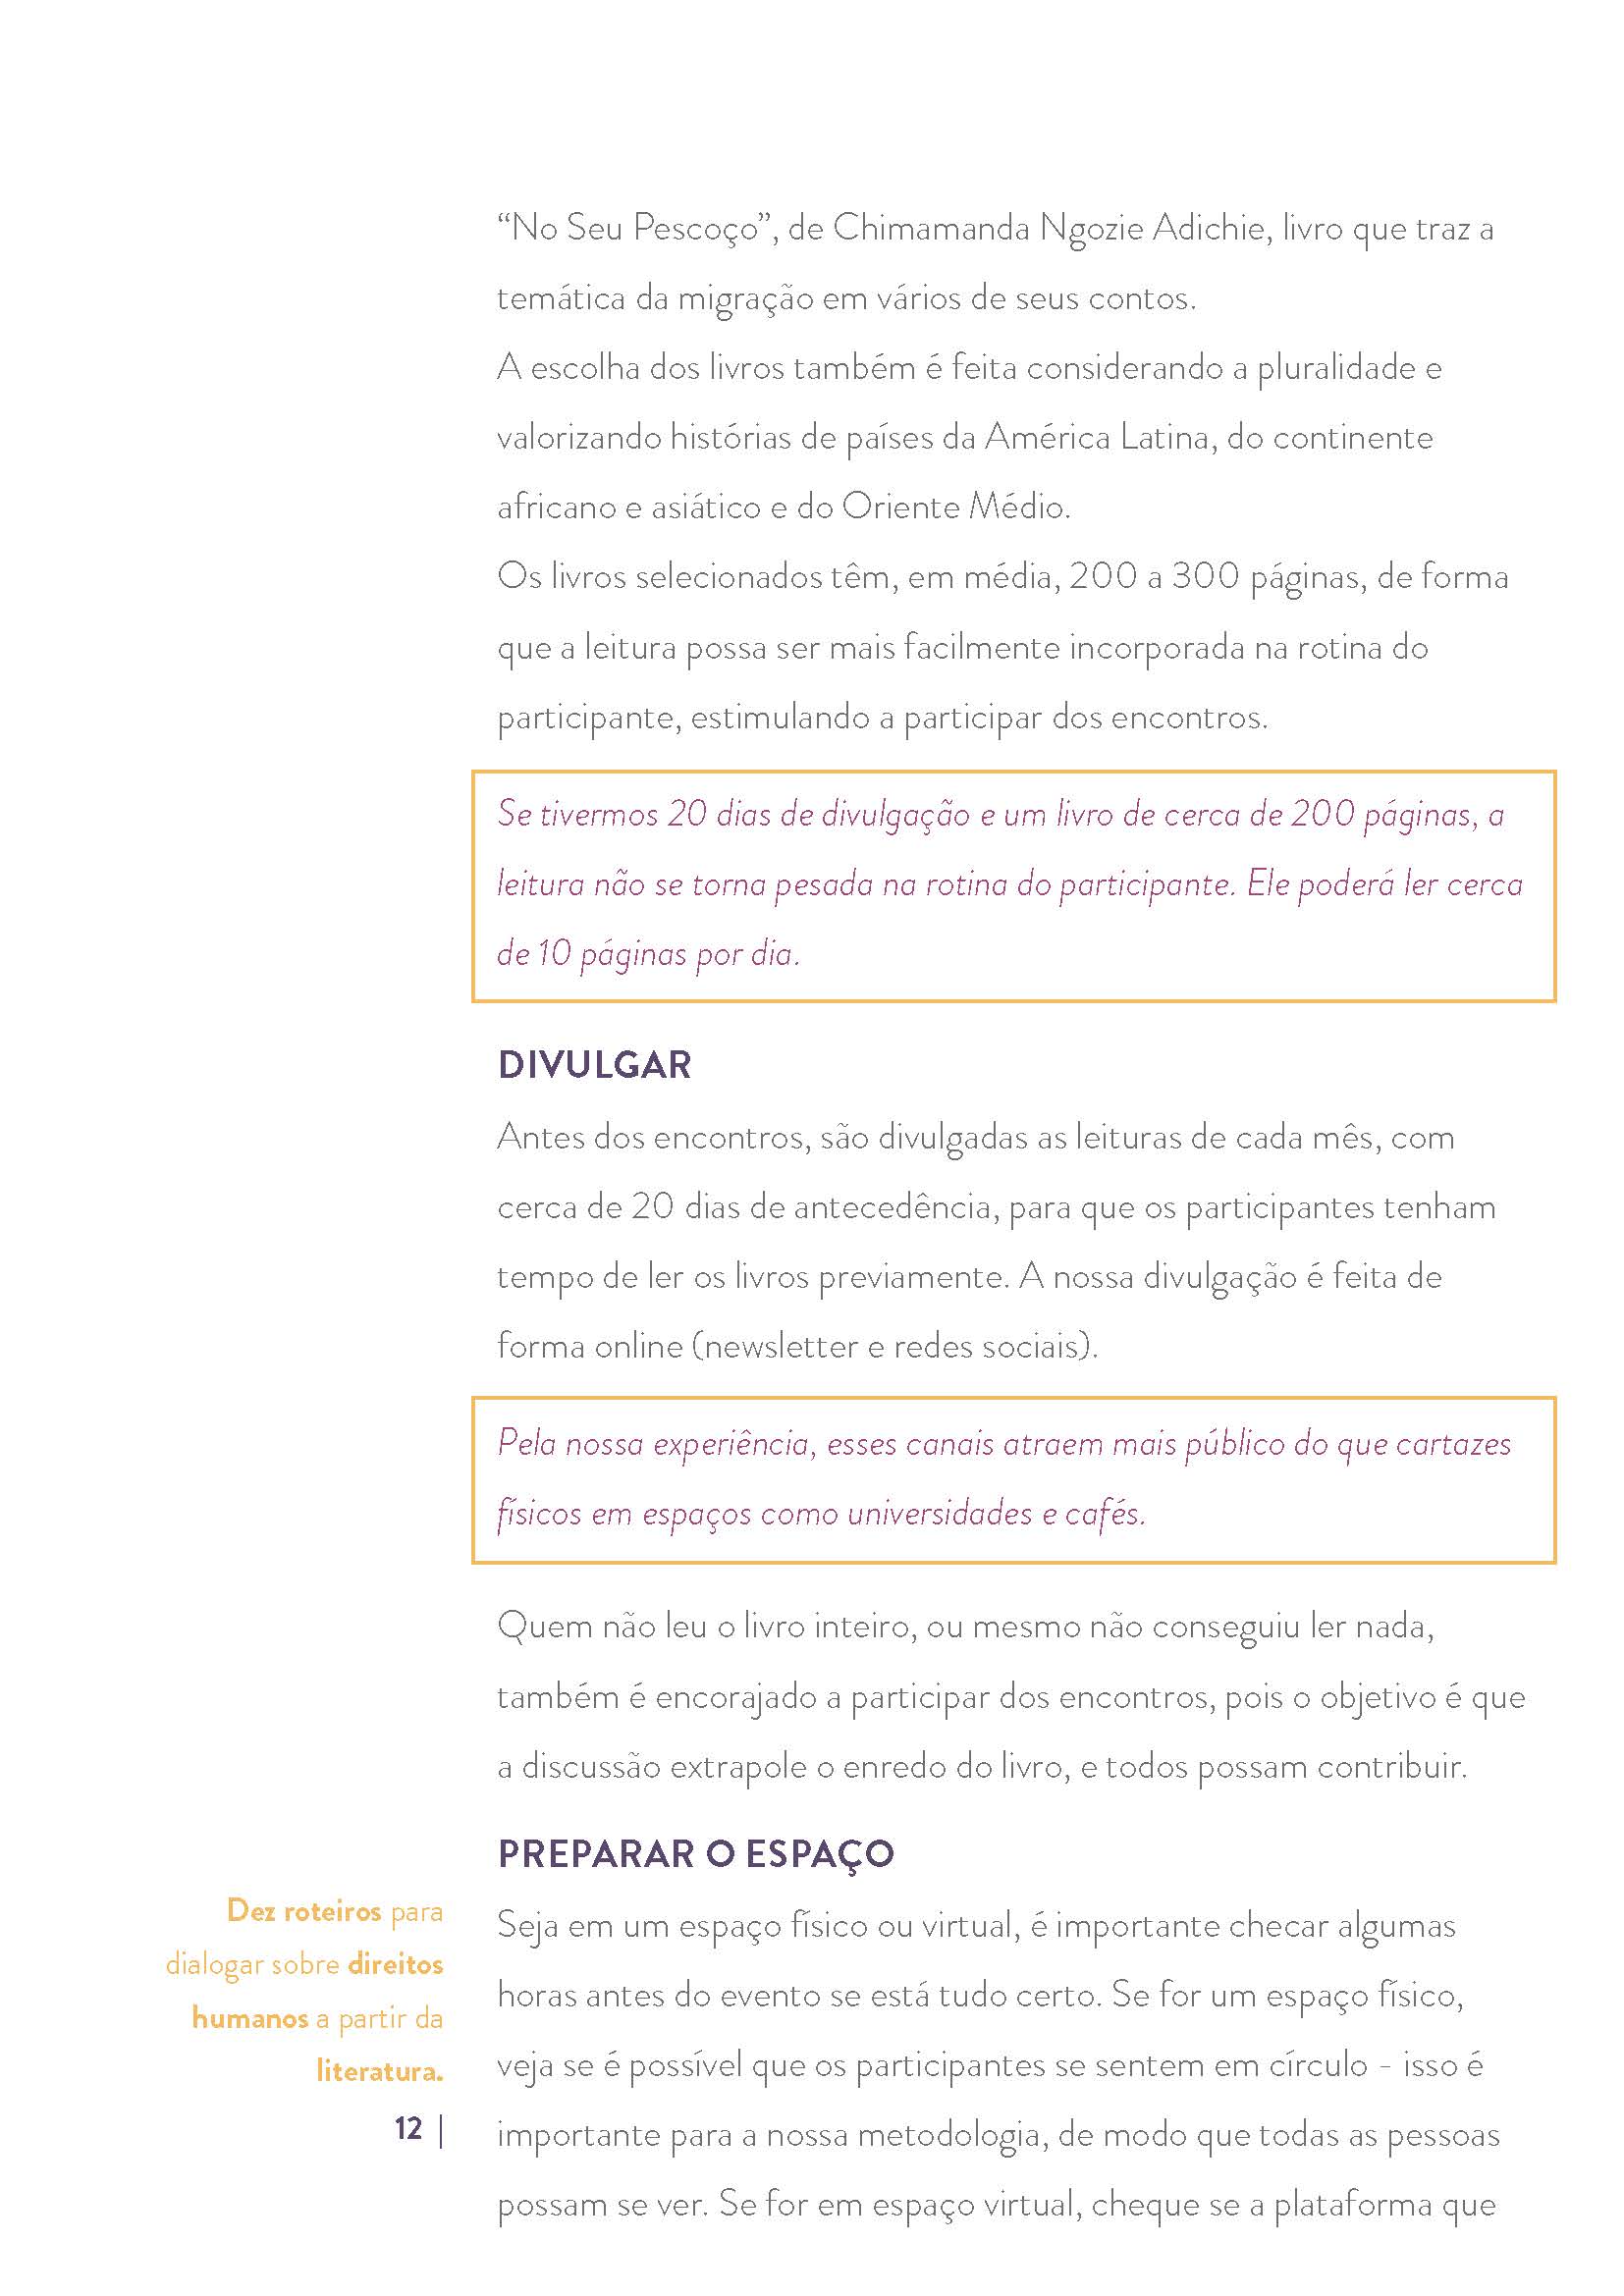 “No Seu Pescoço”, de Chimamanda Ngozie Adichie, livro que traz a
temática da migração em vários de seus contos.
A escolha dos livros também é feita considerando a pluralidade e
valorizando histórias de países da América Latina, do continente
africano e asiático e do Oriente Médio.
Os livros selecionados têm, em média, 200 a 300 páginas, de forma
que a leitura possa ser mais facilmente incorporada na rotina do
participante, estimulando a participar dos encontros.
Se tivermos 20 dias de divulgação e um livro de cerca de 200 páginas, a
leitura não se torna pesada na rotina do participante. Ele poderá ler cerca
de 10 páginas por dia.
DIVULGAR
Antes dos encontros, são divulgadas as leituras de cada mês, com
cerca de 20 dias de antecedência, para que os participantes tenham
tempo de ler os livros previamente. A nossa divulgação é feita de
forma online (newsletter e redes sociais).
Pela nossa experiência, esses canais atraem mais público do que cartazes
físicos em espaços como universidades e cafés.
Quem não leu o livro inteiro, ou mesmo não conseguiu ler nada,
também é encorajado a participar dos encontros, pois o objetivo é que
a discussão extrapole o enredo do livro, e todos possam contribuir.
PREPARAR O ESPAÇO
Seja em um espaço físico ou virtual, é importante checar algumas
horas antes do evento se está tudo certo. Se for um espaço físico,
veja se é possível que os participantes se sentem em círculo - isso é
importante para a nossa metodologia, de modo que todas as pessoas
possam se ver. Se for em espaço virtual, cheque se a plataforma que
Dez roteiros para
dialogar sobre direitos
humanos a partir da
literatura.
12 |